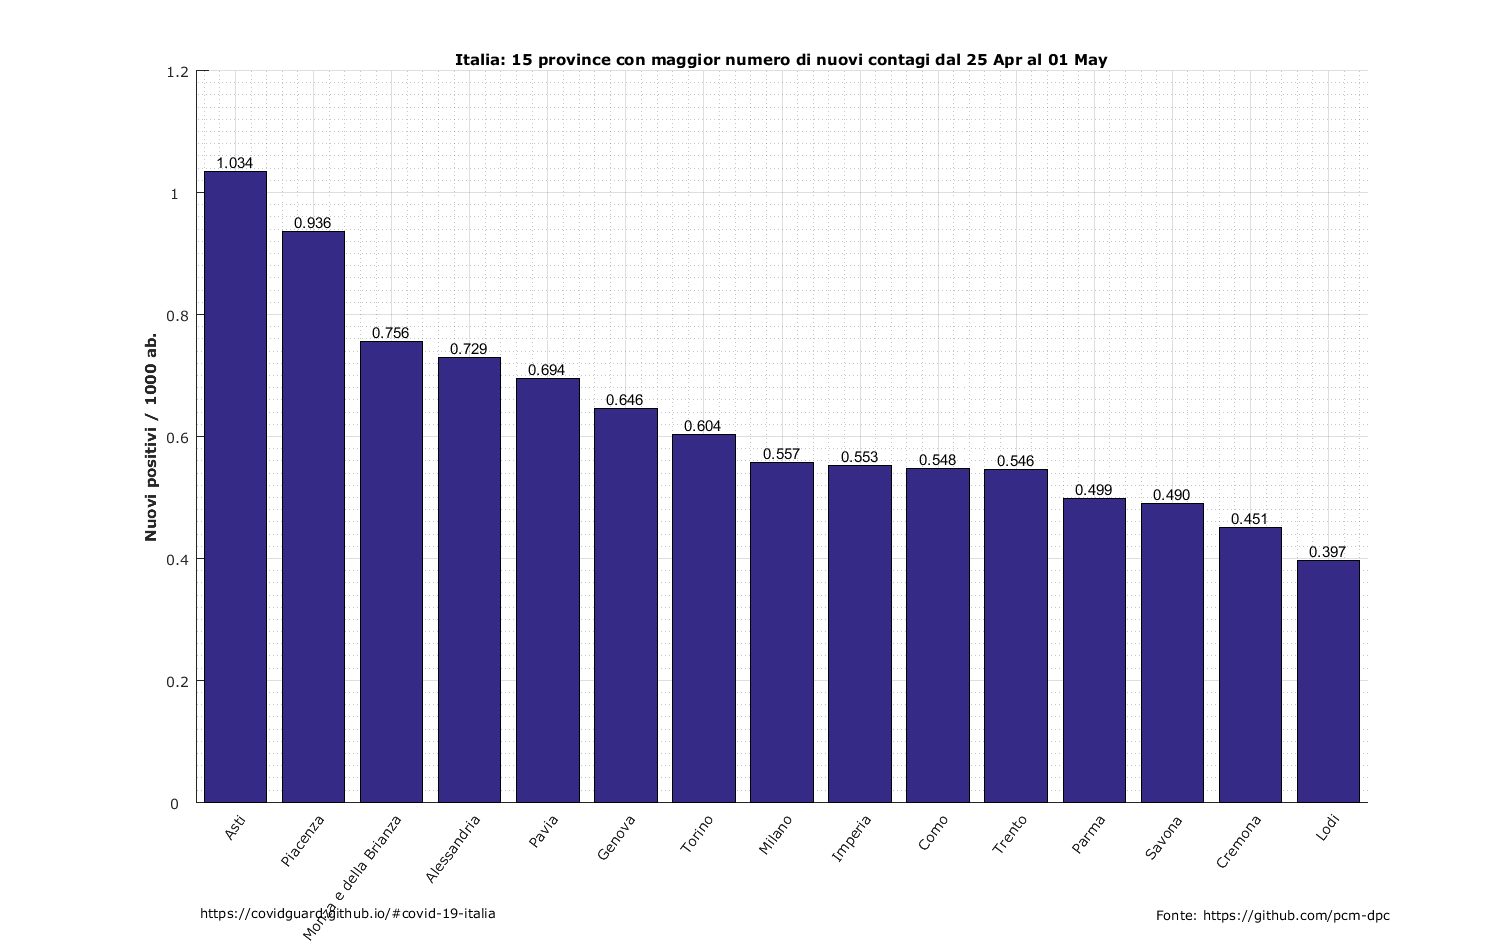 Italia: 15 province con maggior numero di nuovi contagi dal 25 Apr al 01 May
Nuovi positivi / 1000 ab.
1.2
1
0.8
0.6
0.4
0.2
0
1.034
0.936
0.756
0.729
0.694
0.646
0.604
0.557
0.553
0.548
0.546
0.499
0.490
0.451
0.397
Asti
Piacenza
Monza e della Brianza
Alessandria
Pavia
Genova
Torino
Milano
Imperia
Como
Trento
Parma
Savona
Cremona
Lodi
https://covidguard.github.io/#covid-19-italia
Fonte: https://github.com/pcm-dpc